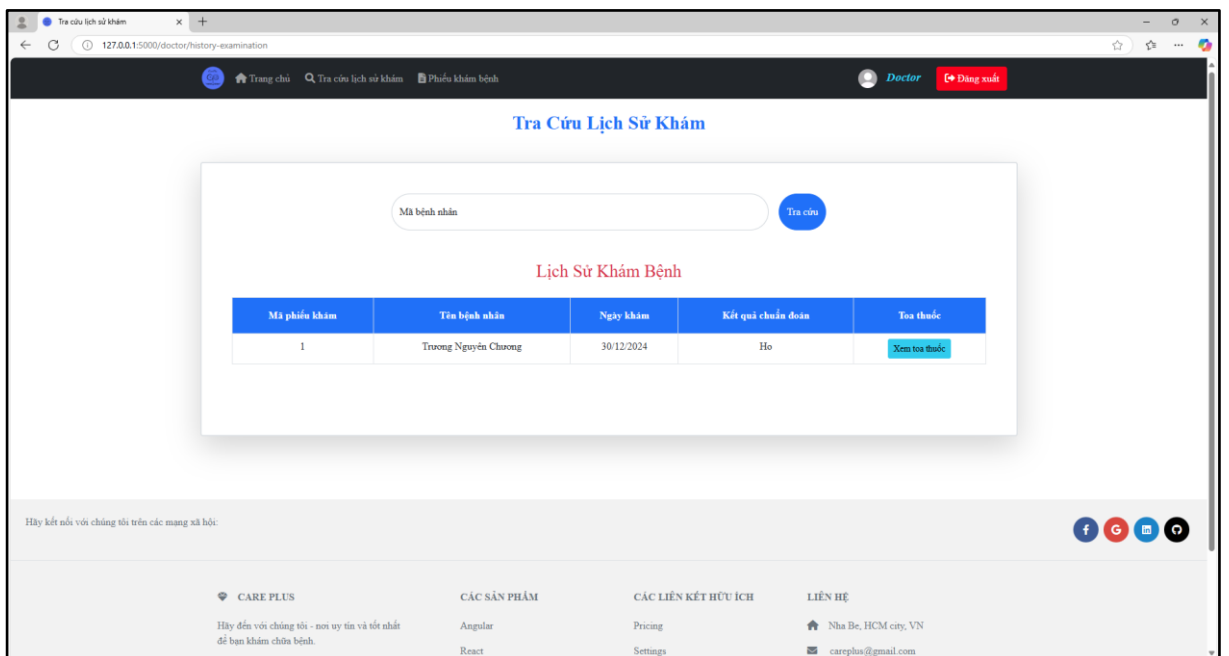 Tra cứu lịch sử khám
127.0.0.1:5000/doctor/history-examination
Trang chủ Tra cứu lịch sử khám Phiếu khám bệnh Doctor Đăng xuất
Tra Cứu Lịch Sử Khám
Mã bệnh nhân Tra cứu
Lịch Sử Khám Bệnh
Mã phiếu khám Tên bệnh nhân Ngày khám Kết quả chuẩn đoán Toa thuốc
1 Trương Nguyên Chương 30/12/2024 Ho Xem toa thuốc
Hãy kết nối với chúng tôi trên các mạng xã hội:
CARE PLUS CÁC SẢN PHẨM CÁC LIÊN KẾT HỮU ÍCH LIÊN HỆ
Hãy đến với chúng tôi - nơi uy tín và tốt nhất Angular Pricing Nha Be, HCM city, VN
để bạn khám chữa bệnh.
React Settings careplus@gmail.com